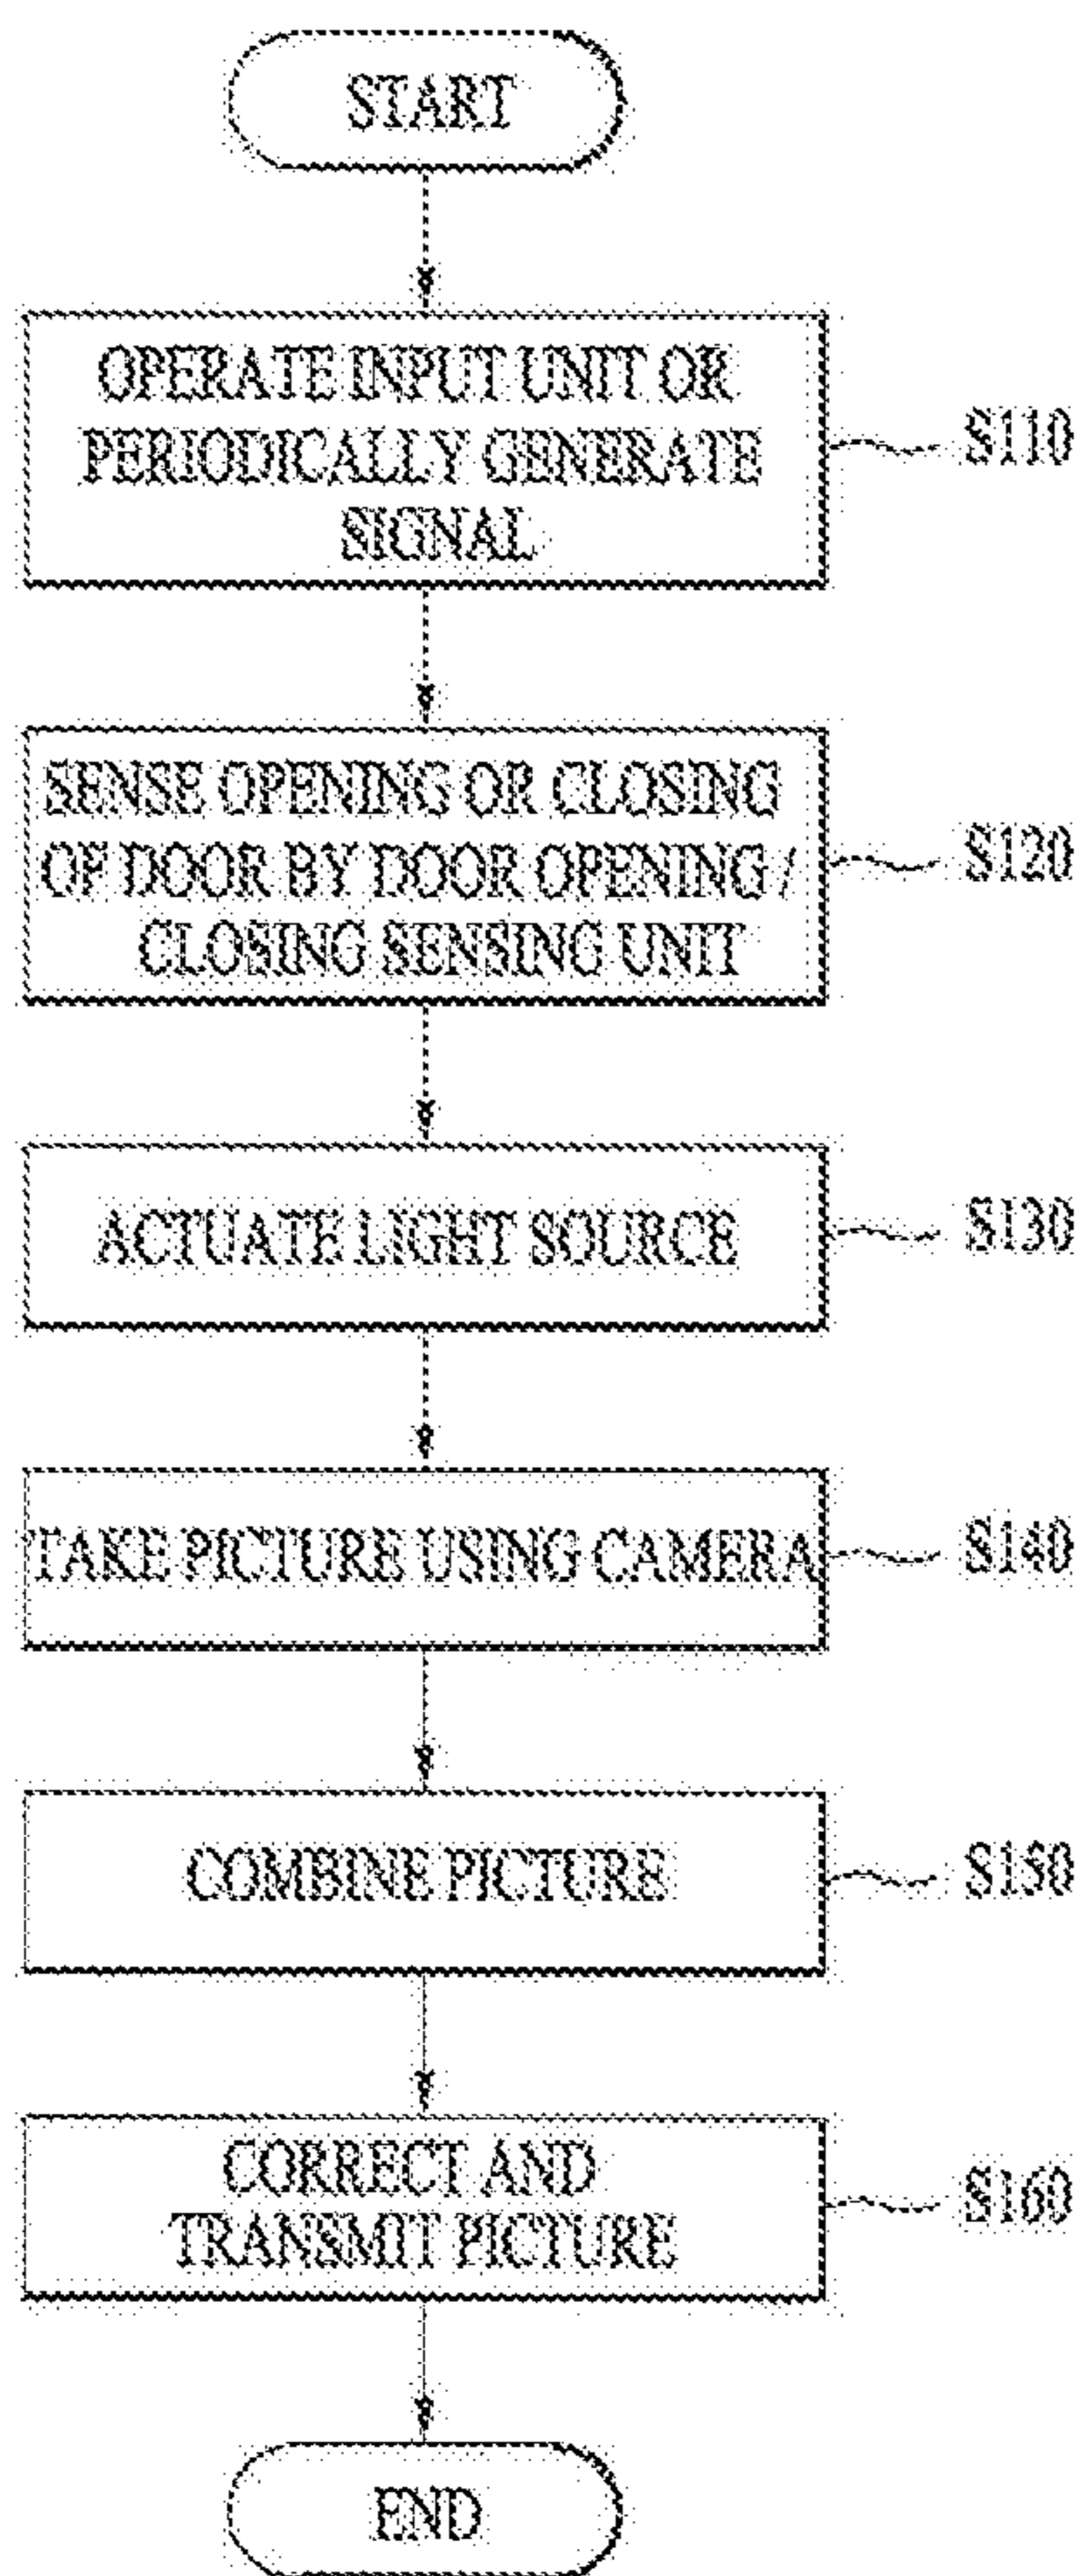 START
OPERATE INPUT UNIT OR
PERIODICALLY GENERATE
SIGNAL
S110
SENSE OPENING OR CLOSING
OF DOOR BY DOOR OPENING /
CLOSING SENSING UNIT
S120
ACTUATE LIGHT SOURCE
S130
TAKE PICTURE USING CAMERA
S140
COMBINE PICTURE
S150
CORRECT AND
TRANSMIT PICTURE
S160
END